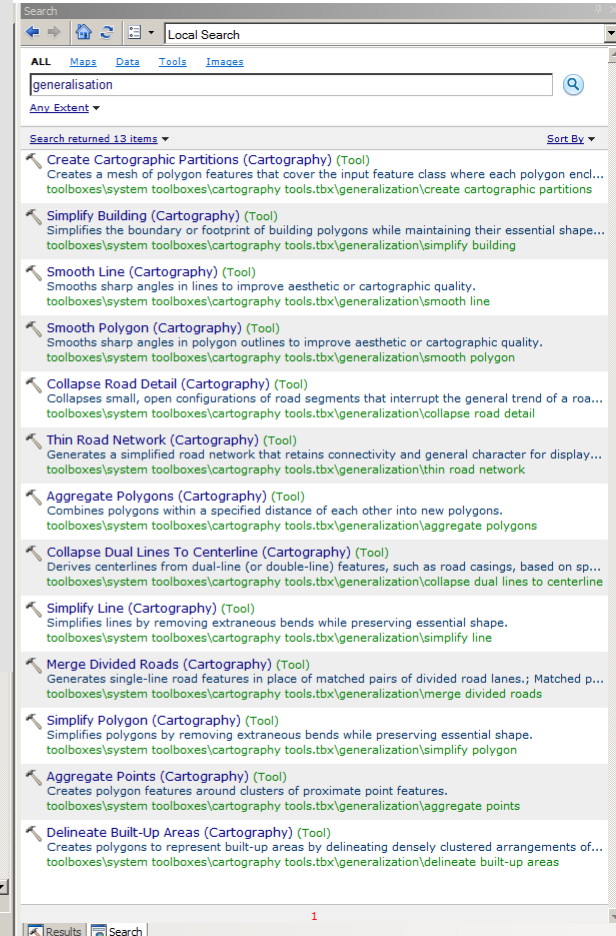 Search
Local Search
ALL Maps Data Tools Images
generalisation
Any Extent
Search returned 13 items Sort By
Create Cartographic Partitions (Cartography) (Tool)
Creates a mesh of polygon features that cover the input feature class where each polygon encl...
toolboxes\system toolboxes\cartography tools.tbx\generalization\create cartographic partitions
Simplify Building (Cartography) (Tool)
Simplifies the boundary or footprint of building polygons while maintaining their essential shape...
toolboxes\system toolboxes\cartography tools.tbx\generalization\simplify building
Smooth Line (Cartography) (Tool)
Smooths sharp angles in lines to improve aesthetic or cartographic quality.
toolboxes\system toolboxes\cartography tools.tbx\generalization\smooth line
Smooth Polygon (Cartography) (Tool)
Smooths sharp angles in polygon outlines to improve aesthetic or cartographic quality.
toolboxes\system toolboxes\cartography tools.tbx\generalization\smooth polygon
Collapse Road Detail (Cartography) (Tool)
Collapses small, open configurations of road segments that interrupt the general trend of a roa...
toolboxes\system toolboxes\cartography tools.tbx\generalization\collapse road detail
Thin Road Network (Cartography) (Tool)
Generates a simplified road network that retains connectivity and general character for display...
toolboxes\system toolboxes\cartography tools.tbx\generalization\thin road network
Aggregate Polygons (Cartography) (Tool)
Combines polygons within a specified distance of each other into new polygons.
toolboxes\system toolboxes\cartography tools.tbx\generalization\aggregate polygons
Collapse Dual Lines To Centerline (Cartography) (Tool)
Derives centerlines from dual-line (or double-line) features, such as road casings, based on sp...
toolboxes\system toolboxes\cartography tools.tbx\generalization\collapse dual lines to centerline
Simplify Line (Cartography) (Tool)
Simplifies lines by removing extraneous bends while preserving essential shape.
toolboxes\system toolboxes\cartography tools.tbx\generalization\simplify line
Merge Divided Roads (Cartography) (Tool)
Generates single-line road features in place of matched pairs of divided road lanes.; Matched p...
toolboxes\system toolboxes\cartography tools.tbx\generalization\merge divided roads
Simplify Polygon (Cartography) (Tool)
Simplifies polygons by removing extraneous bends while preserving essential shape.
toolboxes\system toolboxes\cartography tools.tbx\generalization\simplify polygon
Aggregate Points (Cartography) (Tool)
Creates polygon features around clusters of proximate point features.
toolboxes\system toolboxes\cartography tools.tbx\generalization\aggregate points
Delineate Built-Up Areas (Cartography) (Tool)
Creates polygons to represent built-up areas by delineating densely clustered arrangements of...
toolboxes\system toolboxes\cartography tools.tbx\generalization\delineate built-up areas
1
Results Search